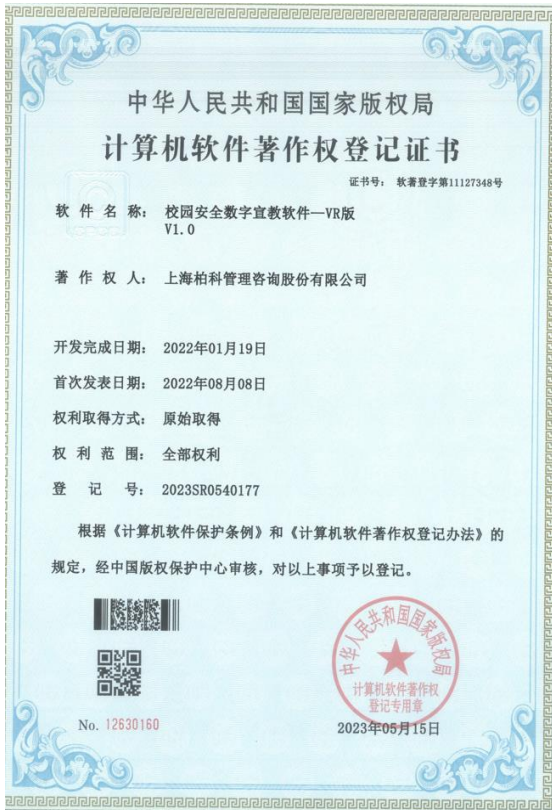 中华人民共和国国家版权局
计算机软件著作权登记证书
证书号： 软著登字第11127348号
软 件 名 称： 校园安全数字宣教软件—VR版
V1.0
著 作 权 人： 上海柏科管理咨询股份有限公司
开发完成日期： 2022年01月19日
首次发表日期： 2022年08月08日
权利取得方式： 原始取得
权 利 范 围： 全部权利
登 记 号： 2023SR0540177
根据《计算机软件保护条例》和《计算机软件著作权登记办法》的
规定，经中国版权保护中心审核，对以上事项予以登记。
中华人民共和国国家版权局
计算机软件著作权
登记专用章
No. 12630160
2023年05月15日